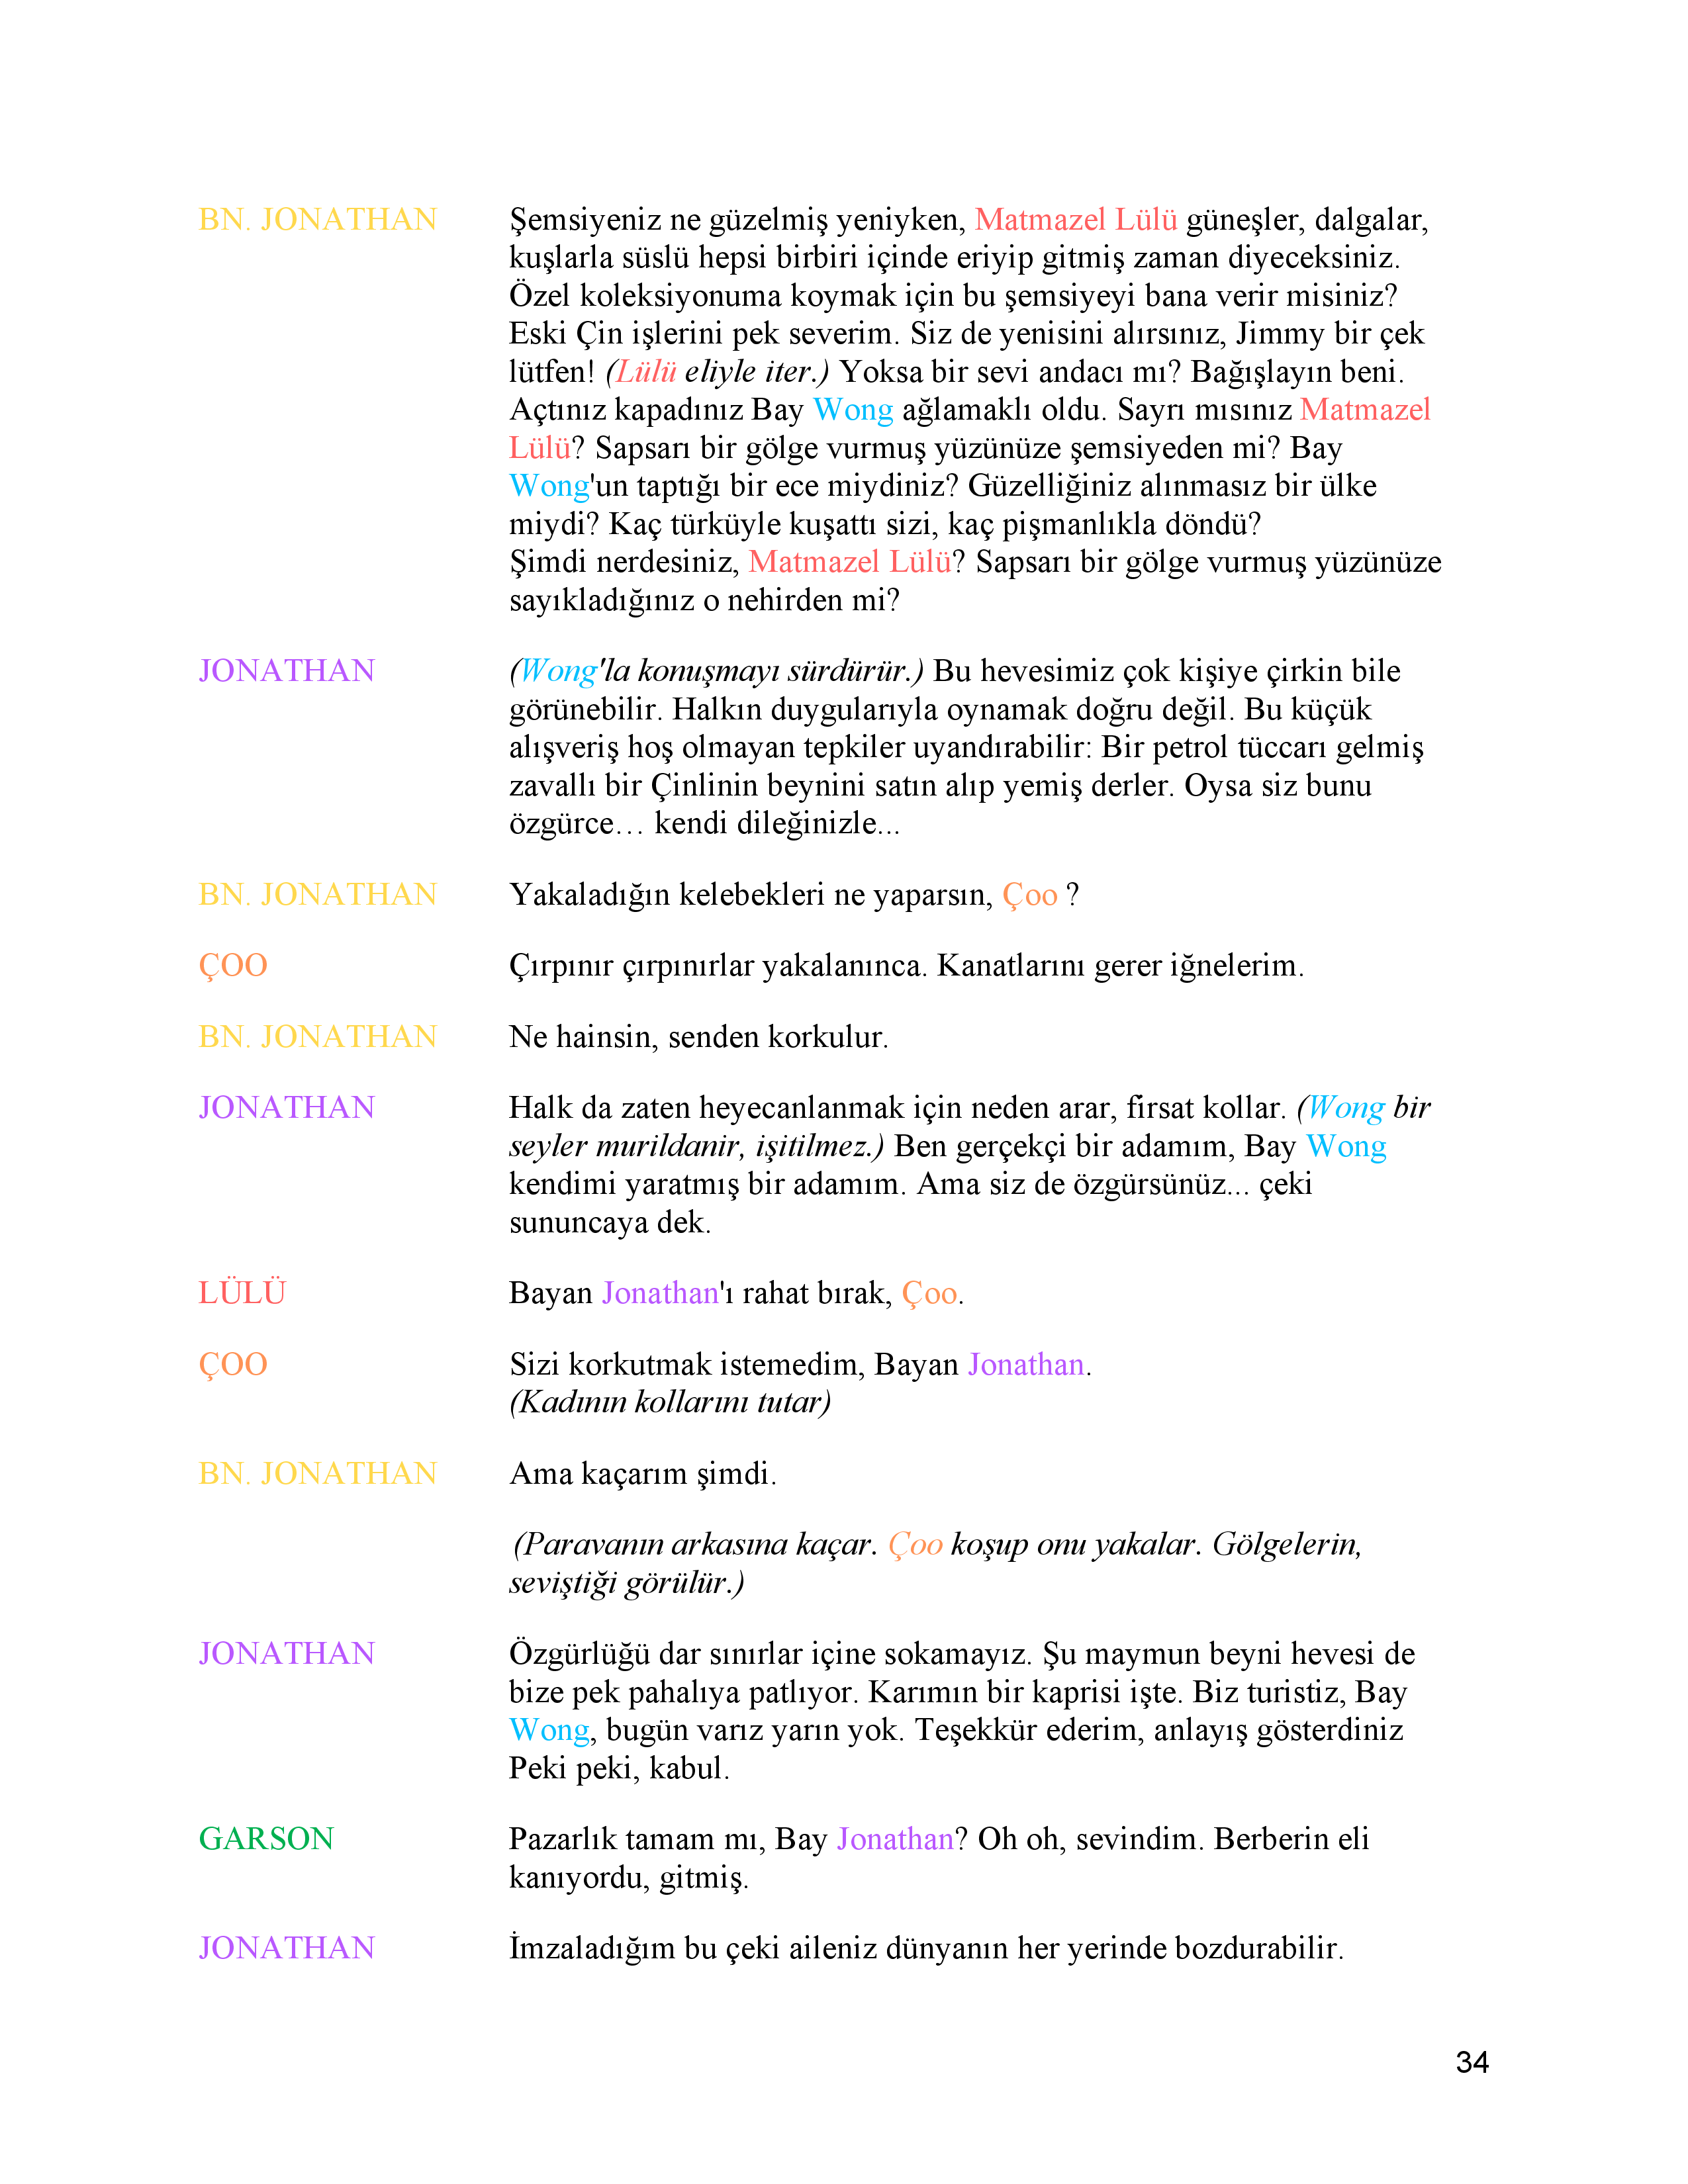 BN. JONATHAN Şemsiyeniz ne güzelmiş yeniyken, Matmazel Lülü güneşler, dalgalar,
kuşlarla süslü hepsi birbiri içinde eriyip gitmiş zaman diyeceksiniz.
Özel koleksiyonuma koymak için bu şemsiyeyi bana verir misiniz?
Eski Çin işlerini pek severim. Siz de yenisini alırsınız, Jimmy bir çek
lütfen! (Lülü eliyle iter.) Yoksa bir sevi andacı mı? Bağışlayın beni.
Açtınız kapadınız Bay Wong ağlamaklı oldu. Sayrı mısınız Matmazel
Lülü? Sapsarı bir gölge vurmuş yüzünüze şemsiyeden mi? Bay
Wong'un taptığı bir ece miydiniz? Güzelliğiniz alınmasız bir ülke
miydi? Kaç türküyle kuşattı sizi, kaç pişmanlıkla döndü?
Şimdi nerdesiniz, Matmazel Lülü? Sapsarı bir gölge vurmuş yüzünüze
sayıkladığınız o nehirden mi?
JONATHAN (Wong'la konuşmayı sürdürür.) Bu hevesimiz çok kişiye çirkin bile
görünebilir. Halkın duygularıyla oynamak doğru değil. Bu küçük
alışveriş hoş olmayan tepkiler uyandırabilir: Bir petrol tüccarı gelmiş
zavallı bir Çinlinin beynini satın alıp yemiş derler. Oysa siz bunu
özgürce… kendi dileğinizle...
BN. JONATHAN Yakaladığın kelebekleri ne yaparsın, Çoo ?
ÇOO Çırpınır çırpınırlar yakalanınca. Kanatlarını gerer iğnelerim.
BN. JONATHAN Ne hainsin, senden korkulur.
JONATHAN Halk da zaten heyecanlanmak için neden arar, fırsat kollar. (Wong bir
seyler murildanir, işitilmez.) Ben gerçekçi bir adamım, Bay Wong
kendimi yaratmış bir adamım. Ama siz de özgürsünüz... çeki
sununcaya dek.
LÜLÜ Bayan Jonathan'ı rahat bırak, Çoo.
ÇOO Sizi korkutmak istemedim, Bayan Jonathan.
(Kadının kollarını tutar)
BN. JONATHAN Ama kaçarım şimdi.
(Paravanın arkasına kaçar. Çoo koşup onu yakalar. Gölgelerin,
seviştiği görülür.)
JONATHAN Özgürlüğü dar sınırlar içine sokamayız. Şu maymun beyni hevesi de
bize pek pahalıya patlıyor. Karımın bir kaprisi işte. Biz turistiz, Bay
Wong, bugün varız yarın yok. Teşekkür ederim, anlayış gösterdiniz
Peki peki, kabul.
GARSON Pazarlık tamam mı, Bay Jonathan? Oh oh, sevindim. Berberin eli
kanıyordu, gitmiş.
JONATHAN İmzaladığım bu çeki aileniz dünyanın her yerinde bozdurabilir.
34